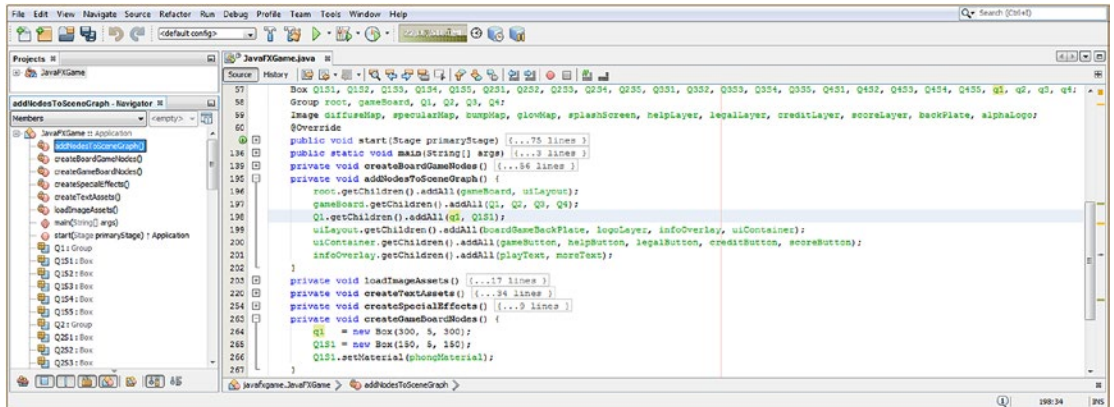 File Edit View Navigate Source Refactor Run Debug Profile Team Tools Window Help
Search (Ctrl+I)
<default config>
Projects
JavaFXGame
addNodesToSceneGraph - Navigator
Members
<empty>
JavaFXGame :: Application
addNodesToSceneGraph()
createBoardGameNodes()
createGameBoardNodes()
createSpecialEffects()
createTextAssets()
loadImageAssets()
main(String[] args)
start(Stage primaryStage) ↑ Application
Q1 : Group
Q1S1 : Box
Q1S2 : Box
Q1S3 : Box
Q1S4 : Box
Q1S5 : Box
Q2 : Group
Q2S1 : Box
Q2S2 : Box
Q2S3 : Box
JavaFXGame.java
Source History
57 Box Q1S1, Q1S2, Q1S3, Q1S4, Q1S5, Q2S1, Q2S2, Q2S3, Q2S4, Q2S5, Q3S1, Q3S2, Q3S3, Q3S4, Q3S5, Q4S1, Q4S2, Q4S3, Q4S4, Q4S5, q1, q2, q3, q4;
58 Group root, gameBoard, Q1, Q2, Q3, Q4;
59 Image diffuseMap, specularMap, bumpMap, glowMap, splashScreen, helpLayer, legalLayer, creditLayer, scoreLayer, backPlate, alphaLogo;
60 @Override
public void start(Stage primaryStage) {...75 lines }
136 public static void main(String[] args) {...3 lines }
139 private void createBoardGameNodes() {...56 lines }
195 private void addNodesToSceneGraph() {
196 root.getChildren().addAll(gameBoard, uiLayout);
197 gameBoard.getChildren().addAll(Q1, Q2, Q3, Q4);
198 Q1.getChildren().addAll(q1, Q1S1);
199 uiLayout.getChildren().addAll(boardGameBackPlate, logoLayer, infoOverlay, uiContainer);
200 uiContainer.getChildren().addAll(gameButton, helpButton, legalButton, creditButton, scoreButton);
201 infoOverlay.getChildren().addAll(playText, moreText);
202 }
203 private void loadImageAssets() {...17 lines }
220 private void createTextAssets() {...34 lines }
254 private void createSpecialEffects() {...9 lines }
263 private void createGameBoardNodes() {
264 q1 = new Box(300, 5, 300);
265 Q1S1 = new Box(150, 5, 150);
266 Q1S1.setMaterial(phongMaterial);
267 }
javafxgame.JavaFXGame addNodesToSceneGraph
198:34 INS